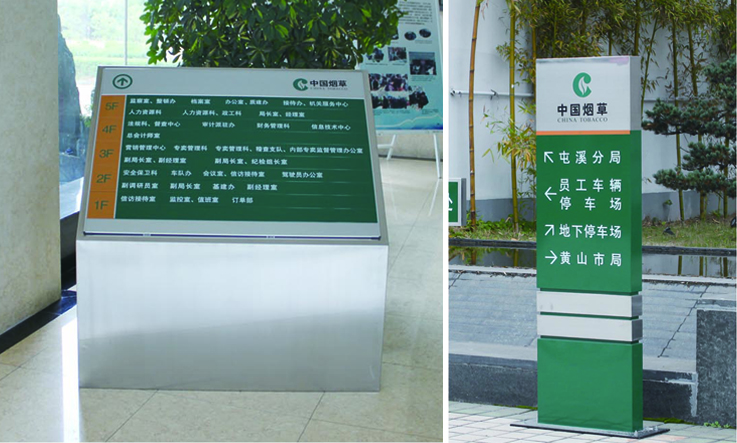 中国烟草
CHINA TOBACCO
5F
监察室、整顿办 档案室 办公室、基建办 接待办、机关服务中心
人力资源科 人力资源科、政工科 局长室、经理室
4F
法规科、督查中心 审计派驻办 财务管理科 信息技术中心
总会计师室
3F
营销管理中心 专卖管理科 专卖管理科、稽查支队、内部专卖监督管理办公室
副局长室、副经理室 副局长室、纪检组长室
2F
安全保卫科 车队办 会议室、信访接待室 驾驶员办公室
副调研员室 副局长室 基建办 副经理室
1F
信访接待室 监控室、值班室 订单部
中国烟草
CHINA TOBACCO
屯溪分局
员工车辆
停车场
地下停车场
黄山市局